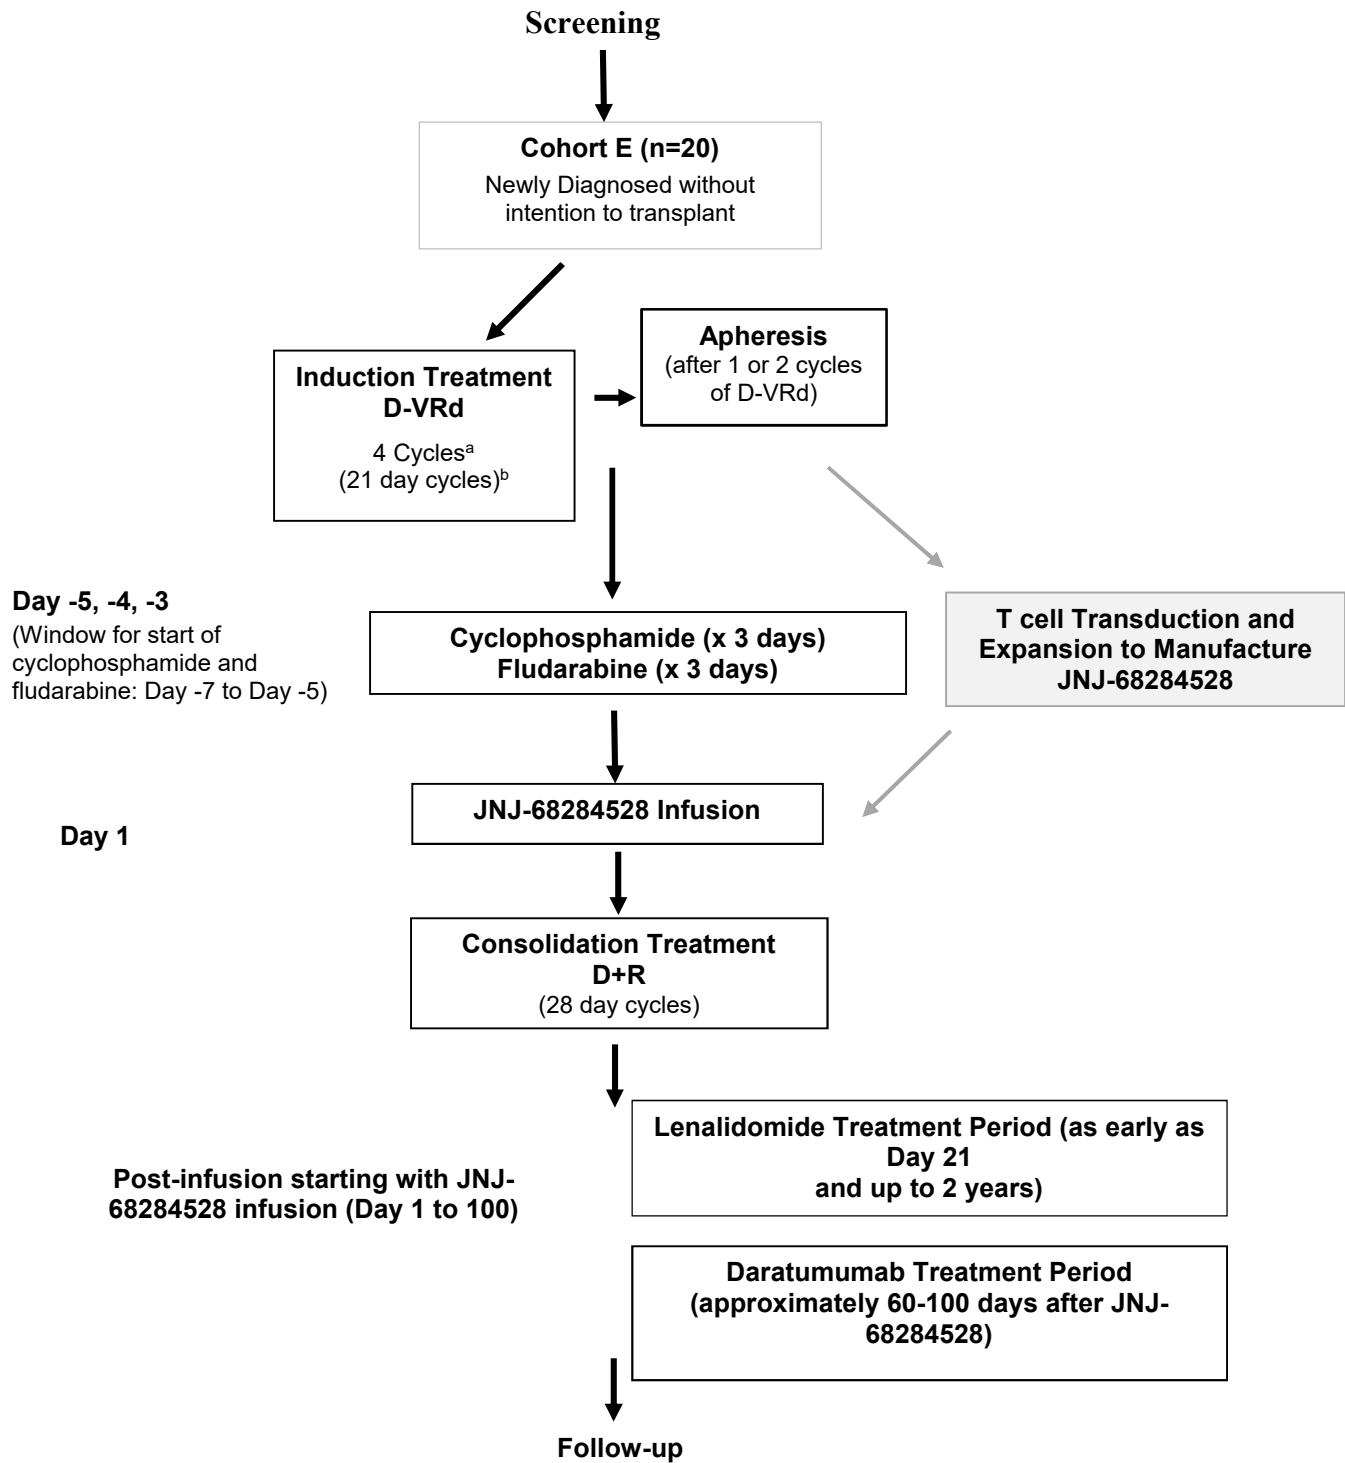 Screening
Cohort E (n=20)
Newly Diagnosed without
intention to transplant
Induction Treatment
D-VRd
4 Cyclesᵃ
(21 day cycles)ᵇ
Apheresis
(after 1 or 2 cycles
of D-VRd)
Day -5, -4, -3
(Window for start of
cyclophosphamide and
fludarabine: Day -7 to Day -5)
Cyclophosphamide (x 3 days)
Fludarabine (x 3 days)
T cell Transduction and
Expansion to Manufacture
JNJ-68284528
JNJ-68284528 Infusion
Day 1
Consolidation Treatment
D+R
(28 day cycles)
Lenalidomide Treatment Period (as early as
Day 21
and up to 2 years)
Post-infusion starting with JNJ-
68284528 infusion (Day 1 to 100)
Daratumumab Treatment Period
(approximately 60-100 days after JNJ-
68284528)
Follow-up